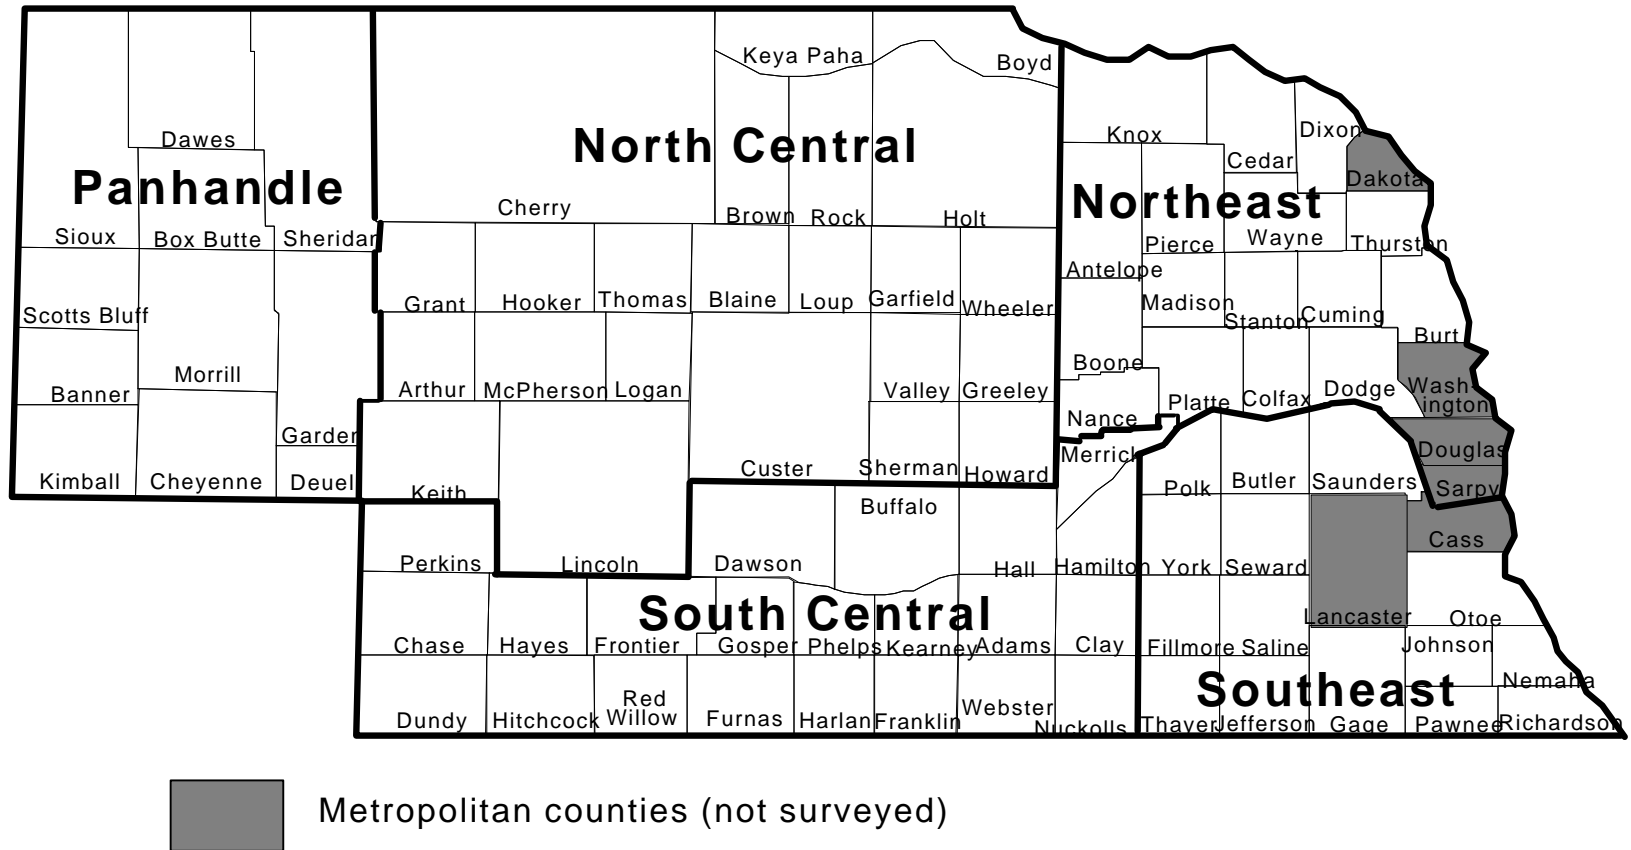 Keya Paha
Boyd
Knox
Dixon
Dawes
North Central
Cedar
Panhandle
Dakota
Northeast
Cherry
Brown
Rock
Holt
Sioux
Box Butte
Sheridan
Pierce
Wayne
Thurston
Antelope
Scotts Bluff
Grant
Hooker
Thomas
Blaine
Loup
Garfield
Wheeler
Madison
Stanton
Cuming
Burt
Banner
Morrill
Arthur
McPherson
Logan
Valley
Greeley
Boone
Platte
Colfax
Dodge
Wash-
ington
Nance
Garden
Kimball
Cheyenne
Deuel
Keith
Custer
Sherman
Howard
Merrick
Polk
Butler
Saunders
Douglas
Sarpy
Buffalo
Cass
Perkins
Lincoln
Dawson
Hall
Hamilton
York
Seward
South Central
Lancaster
Otoe
Chase
Hayes
Frontier
Gosper
Phelps
Kearney
Adams
Clay
Fillmore
Saline
Johnson
Southeast
Nemaha
Dundy
Hitchcock
Red
Willow
Furnas
Harlan
Franklin
Webster
Nuckolls
Thayer
Jefferson
Gage
Pawnee
Richardson
Metropolitan counties (not surveyed)